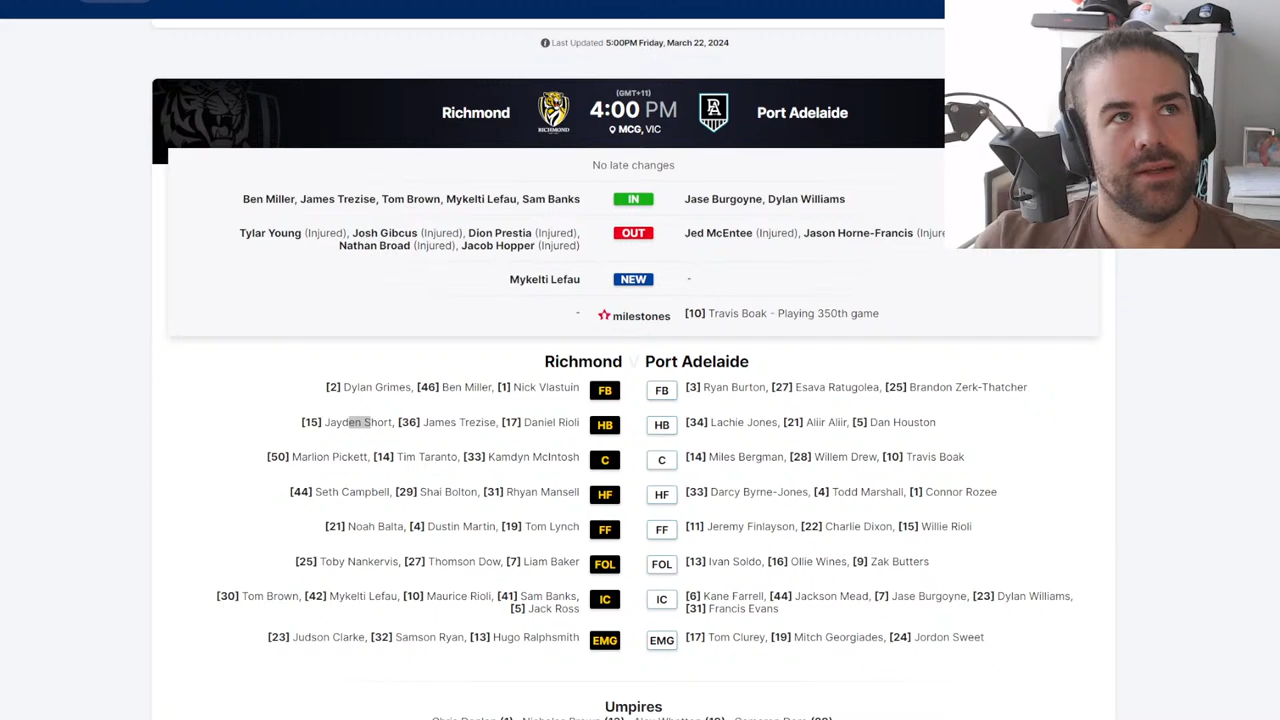 Last Updated 5:00PM Friday, March 22, 2024
(GMT+11)
Richmond RICHMOND 4:00 PM PA Port Adelaide
MCG, VIC
No late changes
Ben Miller, James Trezise, Tom Brown, Mykelti Lefau, Sam Banks IN Jase Burgoyne, Dylan Williams
Tylar Young (Injured), Josh Gibcus (Injured), Dion Prestia (Injured), OUT Jed McEntee (Injured), Jason Horne-Francis (Injure
Nathan Broad (Injured), Jacob Hopper (Injured)
Mykelti Lefau NEW -
- milestones [10] Travis Boak - Playing 350th game
Richmond V Port Adelaide
[2] Dylan Grimes, [46] Ben Miller, [1] Nick Vlastuin FB FB [3] Ryan Burton, [27] Esava Ratugolea, [25] Brandon Zerk-Thatcher
[15] Jayden Short, [36] James Trezise, [17] Daniel Rioli HB HB [34] Lachie Jones, [21] Aliir Aliir, [5] Dan Houston
[50] Marlion Pickett, [14] Tim Taranto, [33] Kamdyn McIntosh C C [14] Miles Bergman, [28] Willem Drew, [10] Travis Boak
[44] Seth Campbell, [29] Shai Bolton, [31] Rhyan Mansell HF HF [33] Darcy Byrne-Jones, [4] Todd Marshall, [1] Connor Rozee
[21] Noah Balta, [4] Dustin Martin, [19] Tom Lynch FF FF [11] Jeremy Finlayson, [22] Charlie Dixon, [15] Willie Rioli
[25] Toby Nankervis, [27] Thomson Dow, [7] Liam Baker FOL FOL [13] Ivan Soldo, [16] Ollie Wines, [9] Zak Butters
[30] Tom Brown, [42] Mykelti Lefau, [10] Maurice Rioli, [41] Sam Banks, IC IC [6] Kane Farrell, [44] Jackson Mead, [7] Jase Burgoyne, [23] Dylan Williams,
[5] Jack Ross [31] Francis Evans
[23] Judson Clarke, [32] Samson Ryan, [13] Hugo Ralphsmith EMG EMG [17] Tom Clurey, [19] Mitch Georgiades, [24] Jordon Sweet
Umpires